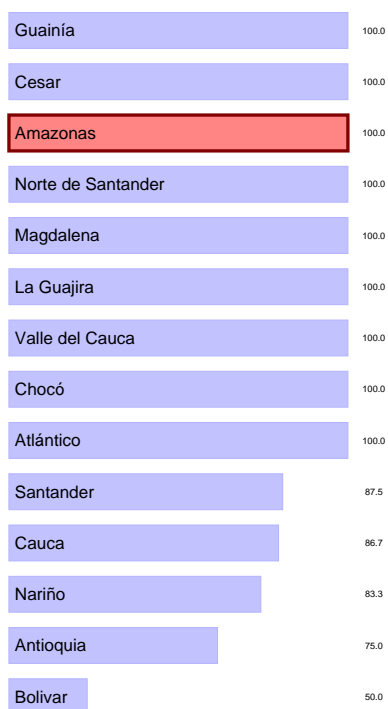 Guainía 100.0
Cesar 100.0
Amazonas 100.0
Norte de Santander 100.0
Magdalena 100.0
La Guajira 100.0
Valle del Cauca 100.0
Chocó 100.0
Atlántico 100.0
Santander 87.5
Cauca 86.7
Nariño 83.3
Antioquia 75.0
Bolivar 50.0